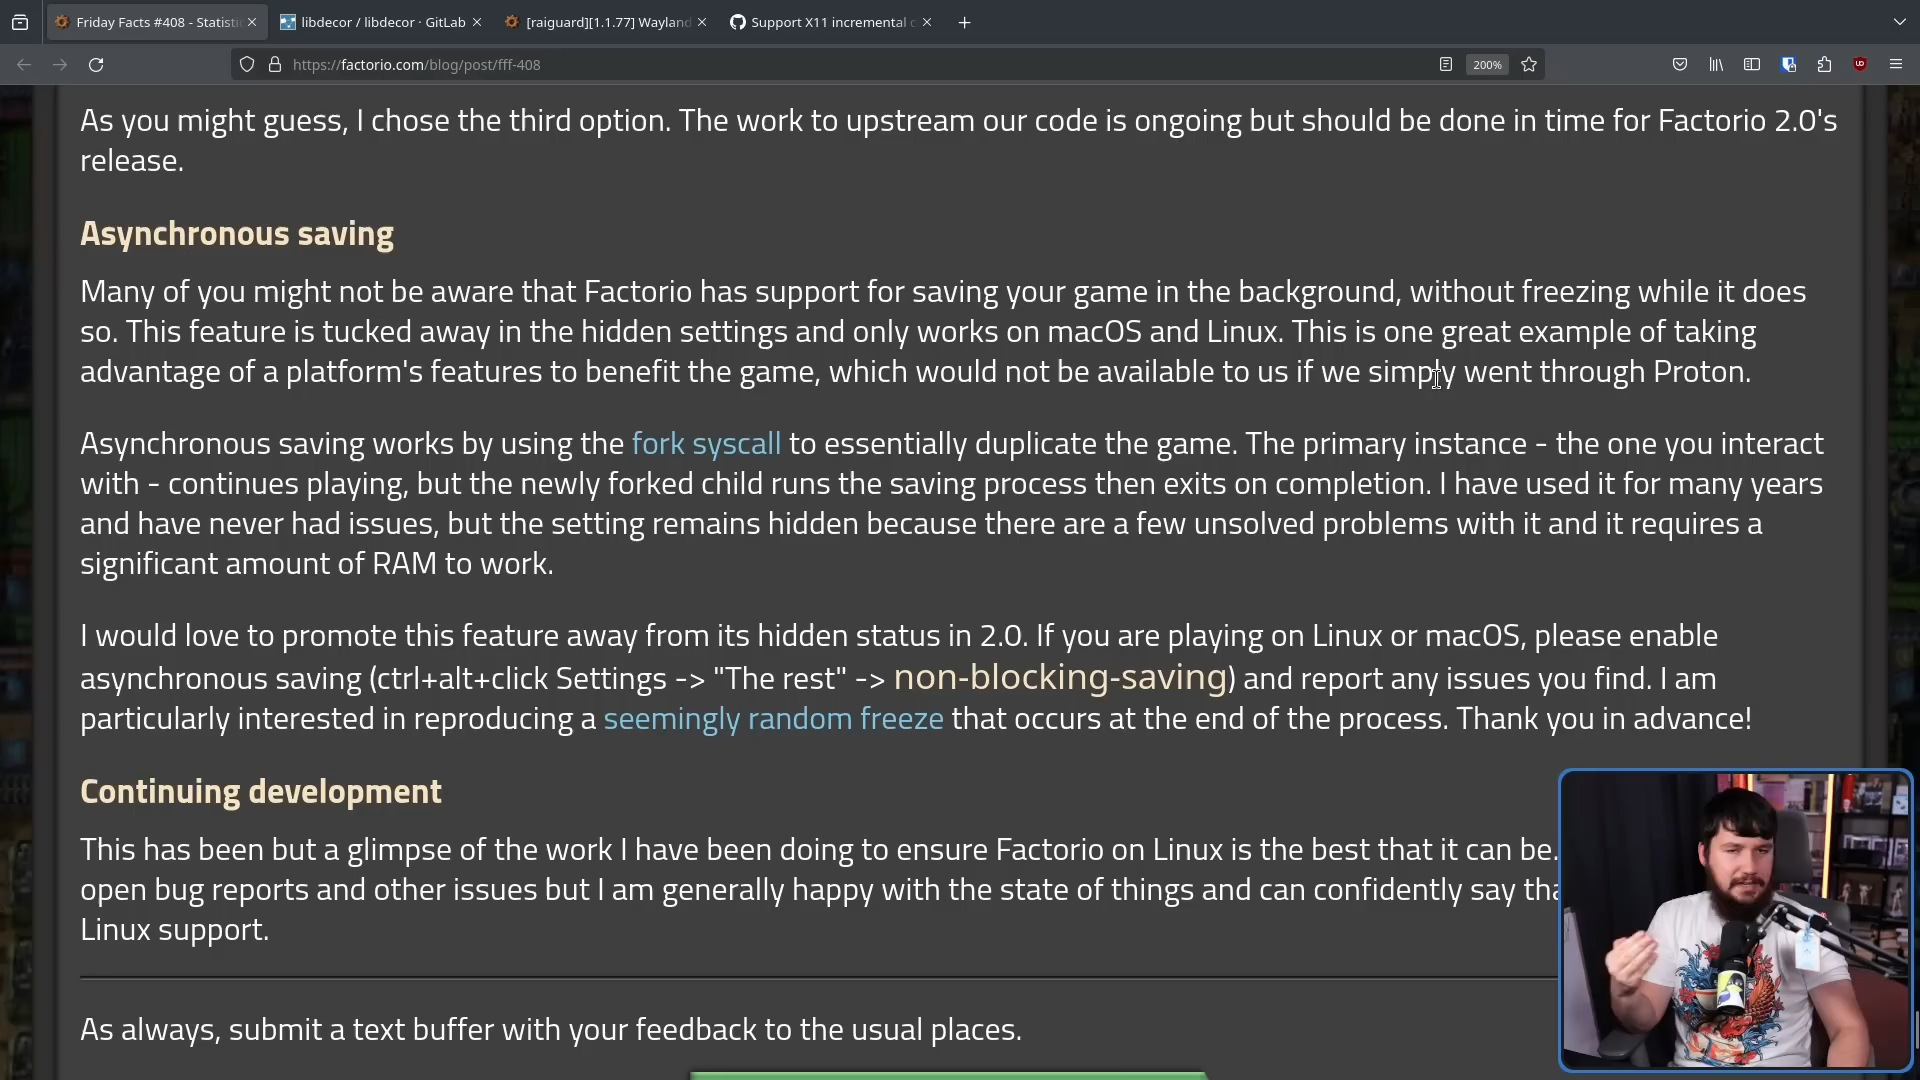 Friday Facts #408 - Statisti
libdecor / libdecor · GitLab
[raiguard][1.1.77] Wayland
Support X11 incremental c
https://factorio.com/blog/post/fff-408
200%
As you might guess, I chose the third option. The work to upstream our code is ongoing but should be done in time for Factorio 2.0's
release.
Asynchronous saving
Many of you might not be aware that Factorio has support for saving your game in the background, without freezing while it does
so. This feature is tucked away in the hidden settings and only works on macOS and Linux. This is one great example of taking
advantage of a platform's features to benefit the game, which would not be available to us if we simply went through Proton.
Asynchronous saving works by using the fork syscall to essentially duplicate the game. The primary instance - the one you interact
with - continues playing, but the newly forked child runs the saving process then exits on completion. I have used it for many years
and have never had issues, but the setting remains hidden because there are a few unsolved problems with it and it requires a
significant amount of RAM to work.
I would love to promote this feature away from its hidden status in 2.0. If you are playing on Linux or macOS, please enable
asynchronous saving (ctrl+alt+click Settings -> "The rest" -> non-blocking-saving) and report any issues you find. I am
particularly interested in reproducing a seemingly random freeze that occurs at the end of the process. Thank you in advance!
Continuing development
This has been but a glimpse of the work I have been doing to ensure Factorio on Linux is the best that it can be.
open bug reports and other issues but I am generally happy with the state of things and can confidently say tha
Linux support.
As always, submit a text buffer with your feedback to the usual places.